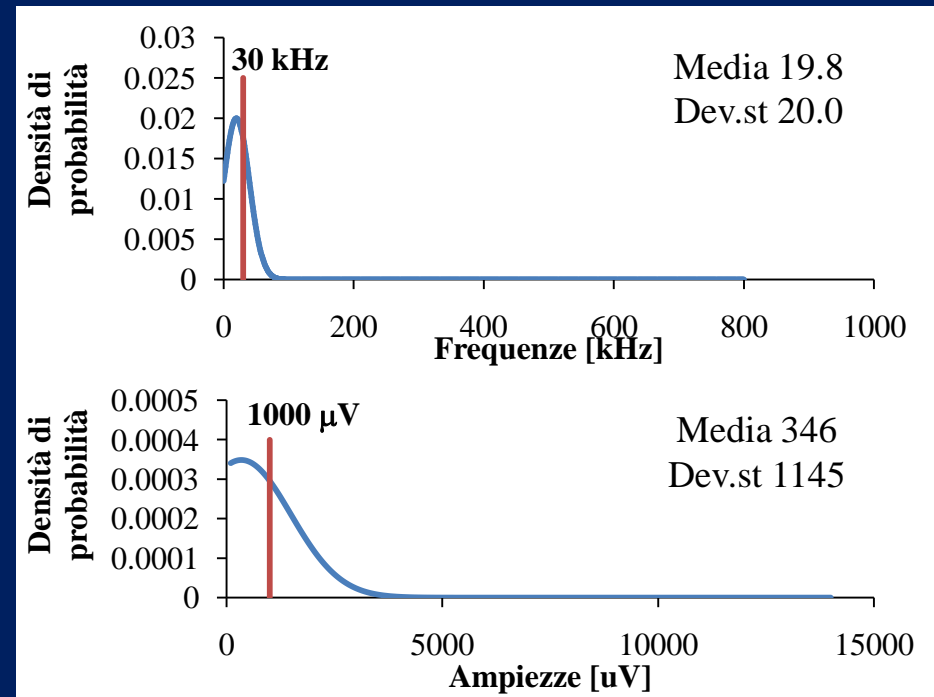 Densità di
probabilità
0.03
0.025
0.02
0.015
0.01
0.005
0
30 kHz
Media 19.8
Dev.st 20.0
0 200 400 600 800 1000
Frequenze [kHz]
Densità di
probabilità
0.0005
0.0004
0.0003
0.0002
0.0001
0
1000 μV
Media 346
Dev.st 1145
0 5000 10000 15000
Ampiezze [uV]